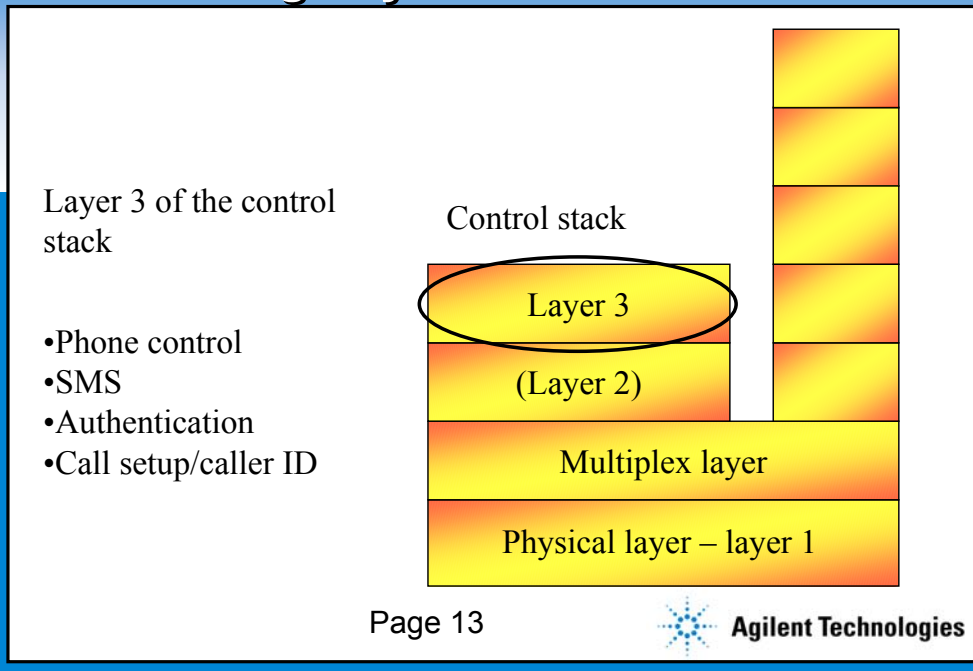 Layer 3 of the control
stack
•Phone control
•SMS
•Authentication
•Call setup/caller ID
Control stack
Layer 3
(Layer 2)
Multiplex layer
Physical layer – layer 1
Page 13
Agilent Technologies